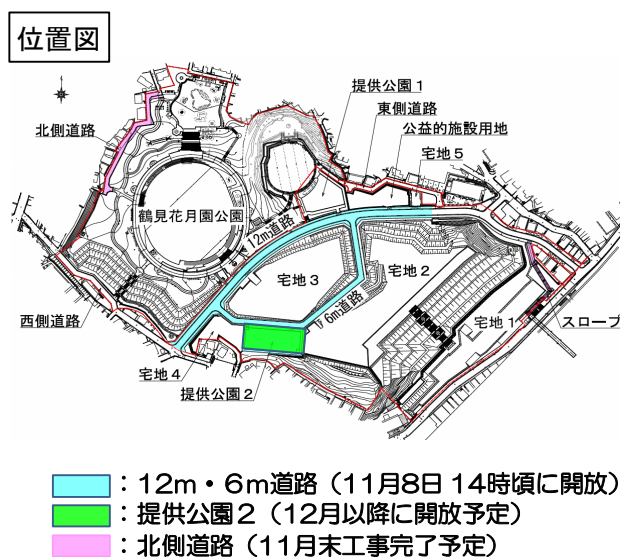 位置図
提供公園1
東側道路
公益的施設用地
宅地5
北側道路
鶴見花月園公園
12m道路
宅地3
宅地2
6m道路
宅地1
スロープ
西側道路
宅地4
提供公園2
：12m・6m道路（11月8日 14時頃に開放）
：提供公園2（12月以降に開放予定）
：北側道路（11月末工事完了予定）